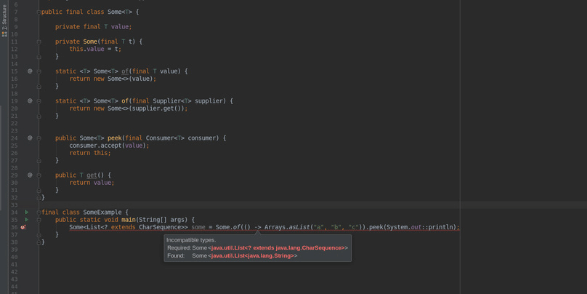 2: Structure
6
7 public final class Some<T> {
8
9 private final T value;
10
11 private Some(final T t) {
12 this.value = t;
13 }
14
15 static <T> Some<T> of(final T value) {
16 return new Some<>(value);
17 }
18
19 static <T> Some<T> of(final Supplier<T> supplier) {
20 return new Some<>(supplier.get());
21 }
22
23
24 public Some<T> peek(final Consumer<T> consumer) {
25 consumer.accept(value);
26 return this;
27 }
28
29 public T get() {
30 return value;
31 }
32 }
33
34 final class SomeExample {
35 public static void main(String[] args) {
36 Some<List<? extends CharSequence>> some = Some.of(() -> Arrays.asList("a", "b", "c")).peek(System.out::println);
37 }
38 }
39
40
41
42
43
44
Incompatible types.
Required: Some <java.util.List<? extends java.lang.CharSequence>>
Found: Some <java.util.List<java.lang.String>>